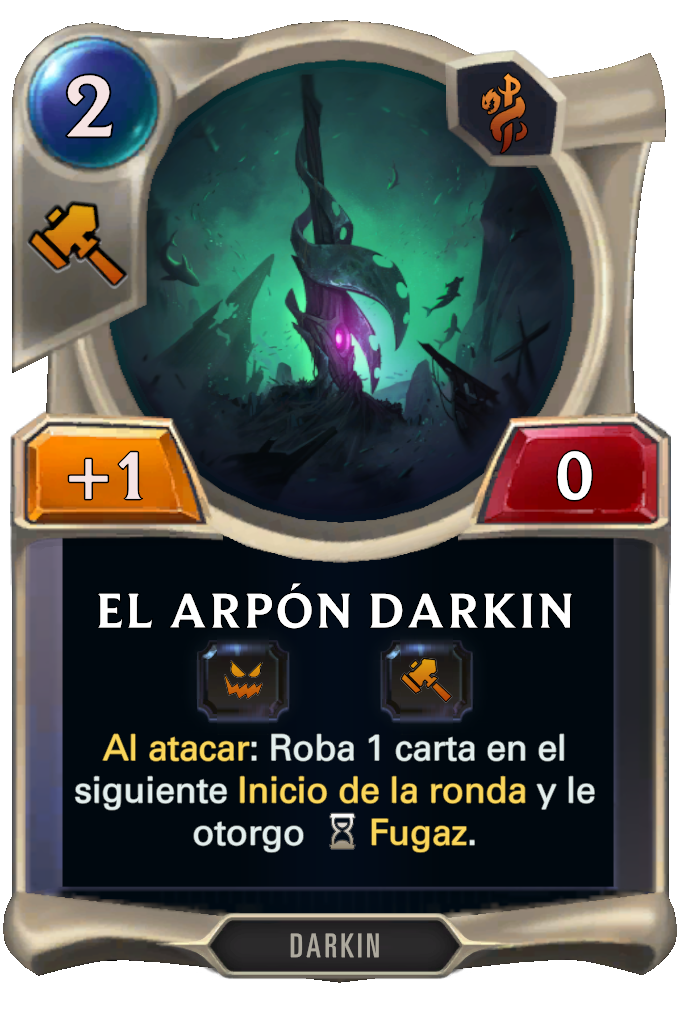 2
+1
0
EL ARPÓN DARKIN
Al atacar: Roba 1 carta en el
siguiente Inicio de la ronda y le
otorgo Fugaz.
DARKIN